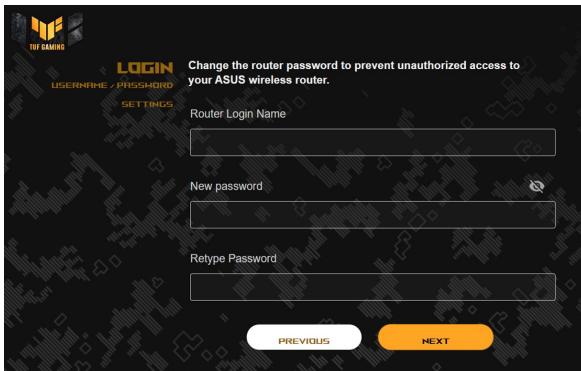 TUF GAMING
LOGIN
USERNAME / PASSWORD
SETTINGS
Change the router password to prevent unauthorized access to
your ASUS wireless router.
Router Login Name
New password
Retype Password
PREVIOUS
NEXT